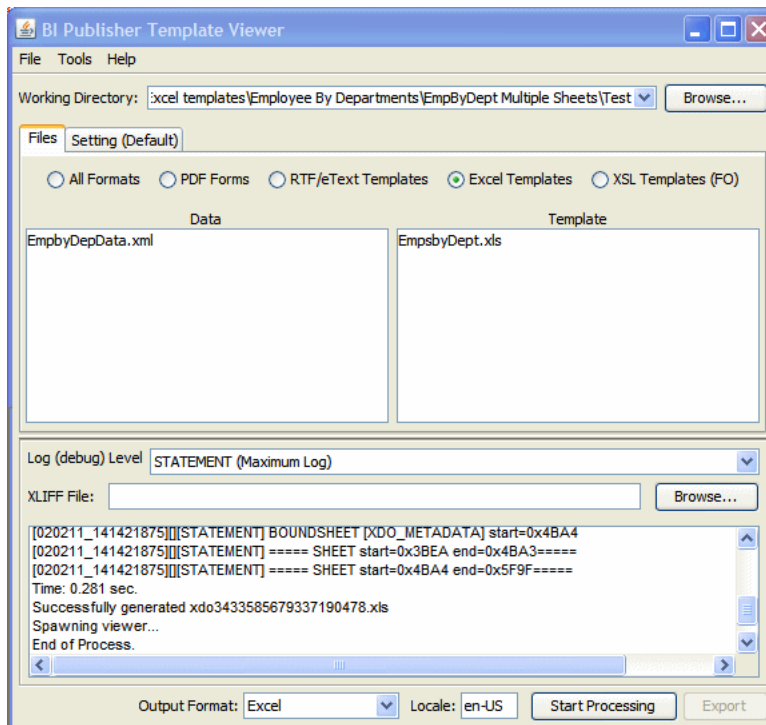 BI Publisher Template Viewer
File Tools Help
Working Directory: :xcel templates\Employee By Departments\EmpByDept Multiple Sheets\Test Browse...
Files Setting (Default)
All Formats PDF Forms RTF/eText Templates Excel Templates XSL Templates (FO)
Data Template
EmpbyDepData.xml EmpsbyDept.xls
Log (debug) Level STATEMENT (Maximum Log)
XLIFF File: Browse...
[020211_141421875][][STATEMENT] BOUNDSHEET [XDO_METADATA] start=0x4BA4
[020211_141421875][][STATEMENT] ===== SHEET start=0x3BEA end=0x4BA3=====
[020211_141421875][][STATEMENT] ===== SHEET start=0x4BA4 end=0x5F9F=====
Time: 0.281 sec.
Successfully generated xdo3433585679337190478.xls
Spawning viewer...
End of Process.
Output Format: Excel Locale: en-US Start Processing Export